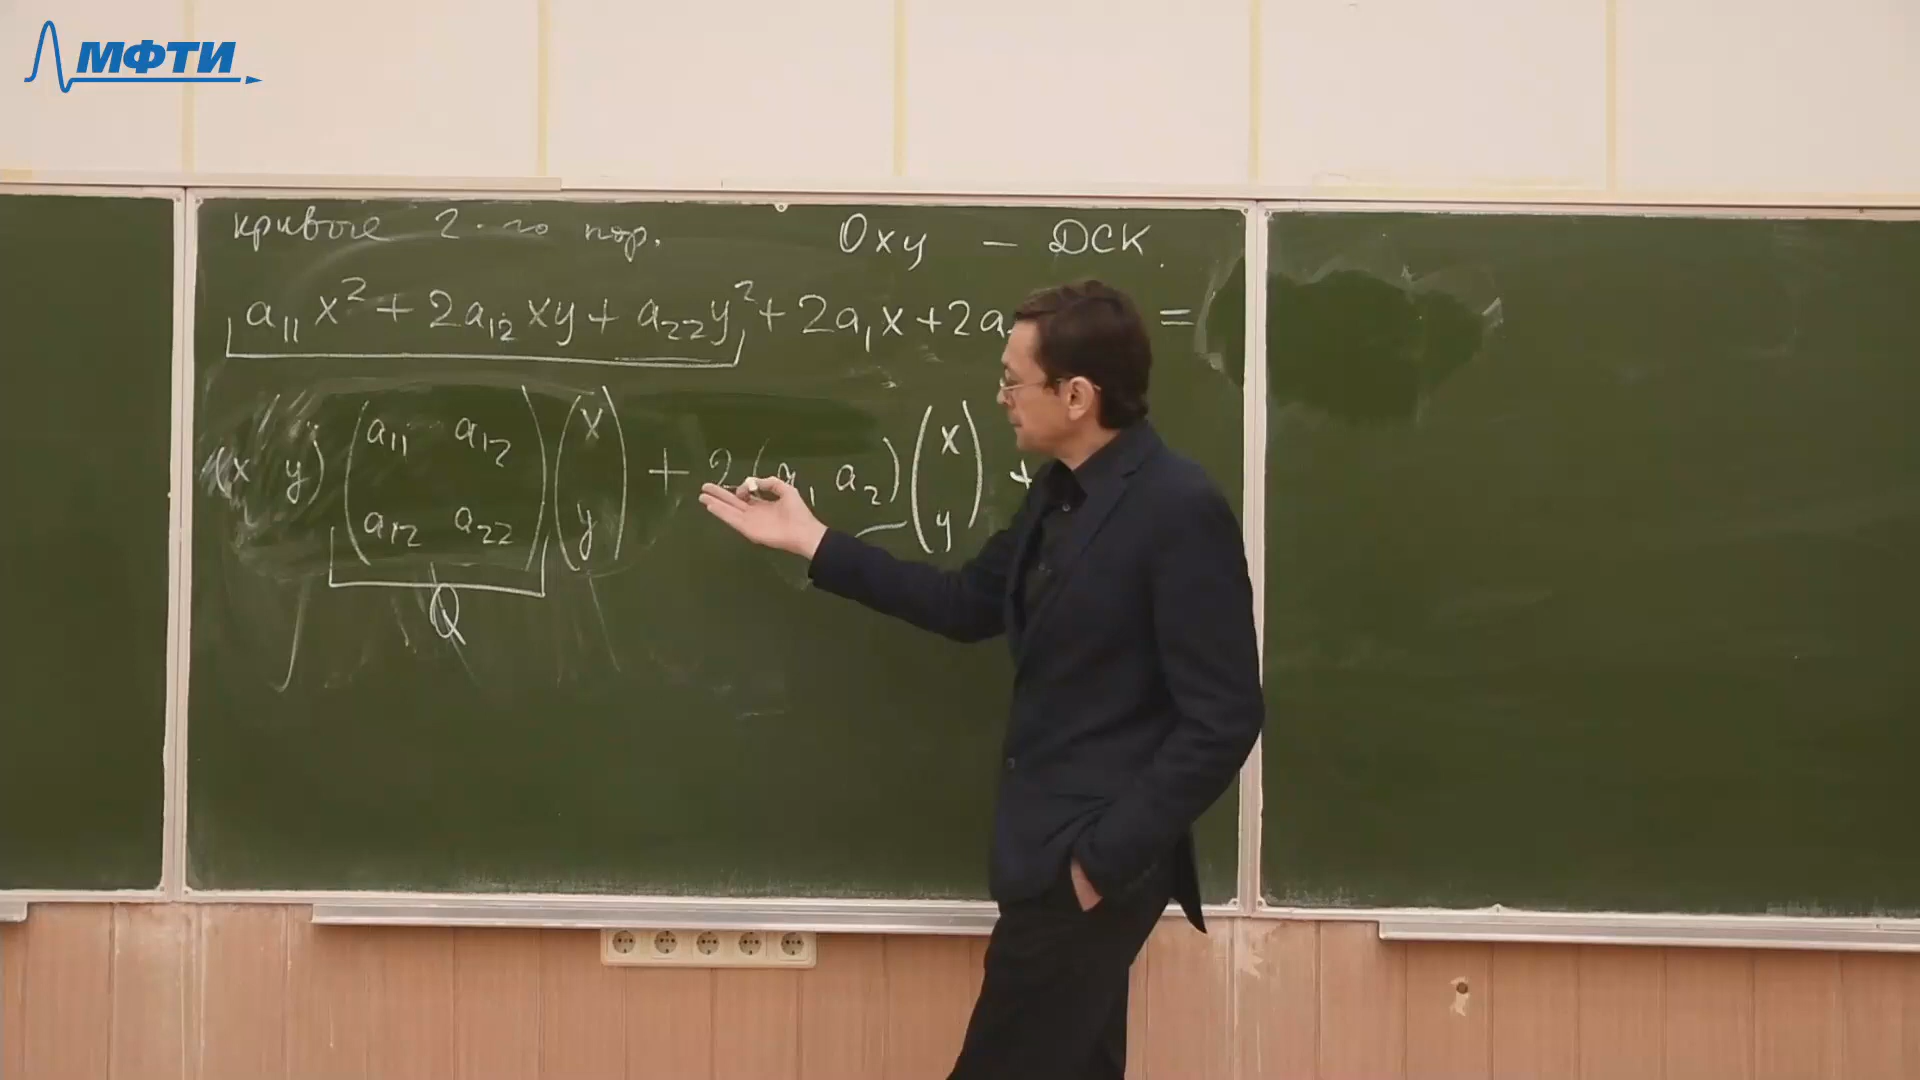 МФТИ
кривые 2-го пор. Oxy – ДСК.
a₁₁x² + 2a₁₂xy + a₂₂y² + 2a₁x + 2a =
(x y) (a₁₁ a₁₂ a₁₂ a₂₂) (x y) + 2 (a₁ a₂) (x y) +
Q